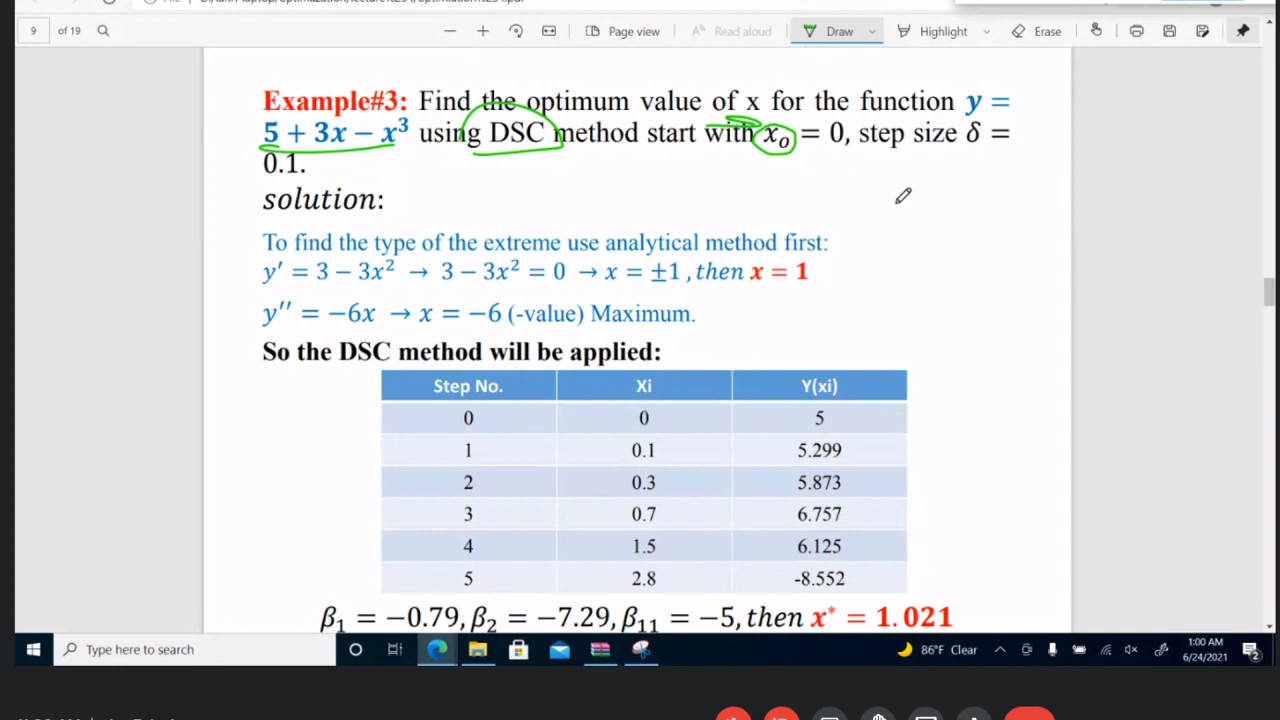 9 of 19
Page view
Read aloud
Draw
Highlight
Erase
Example#3: Find the optimum value of x for the function y =
5 + 3x − x³ using DSC method start with xₒ = 0, step size δ =
0.1.
solution:
To find the type of the extreme use analytical method first:
y′ = 3 − 3x² → 3 − 3x² = 0 → x = ±1 , then x = 1
y′′ = −6x → x = −6 (-value) Maximum.
So the DSC method will be applied:
Step No. Xi Y(xi)
0 0 5
1 0.1 5.299
2 0.3 5.873
3 0.7 6.757
4 1.5 6.125
5 2.8 -8.552
β₁ = −0.79, β₂ = −7.29, β₁₁ = −5, then x* = 1.021
Type here to search
86°F Clear
1:00 AM
6/24/2021
2